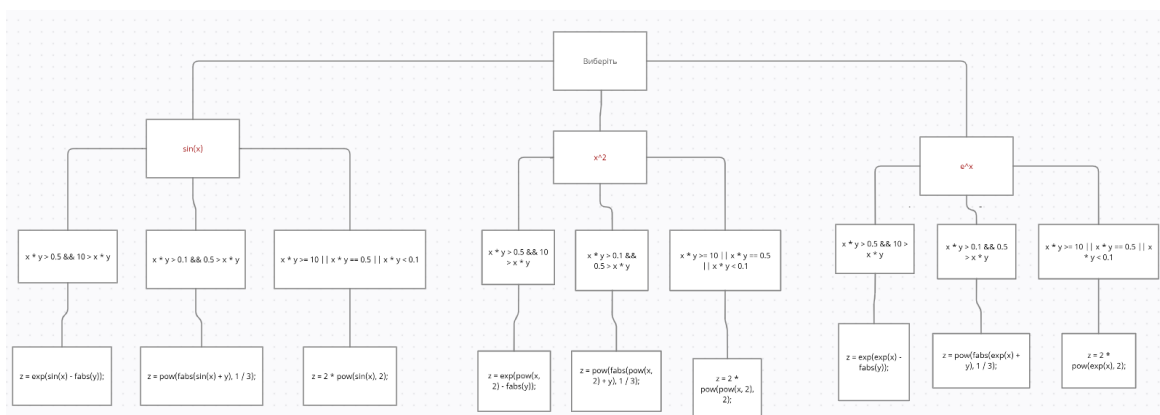 Виберіть
sin(x)
x^2
e^x
x * y > 0.5 && 10 > x * y
x * y > 0.1 && 0.5 > x * y
x * y >= 10 || x * y == 0.5 || x * y < 0.1
x * y > 0.5 && 10
> x * y
x * y > 0.1 &&
0.5 > x * y
x * y >= 10 || x * y == 0.5
|| x * y < 0.1
x * y > 0.5 && 10 >
x * y
x * y > 0.1 && 0.5
> x * y
x * y >= 10 || x * y == 0.5 || x
* y < 0.1
z = exp(sin(x) - fabs(y));
z = pow(fabs(sin(x) + y), 1 / 3);
z = 2 * pow(sin(x), 2);
z = exp(pow(x,
2) - fabs(y));
z = pow(fabs(pow(x,
2) + y), 1 / 3);
z = 2 *
pow(pow(x, 2),
2);
z = exp(exp(x) -
fabs(y));
z = pow(fabs(exp(x) +
y), 1 / 3);
z = 2 *
pow(exp(x), 2);